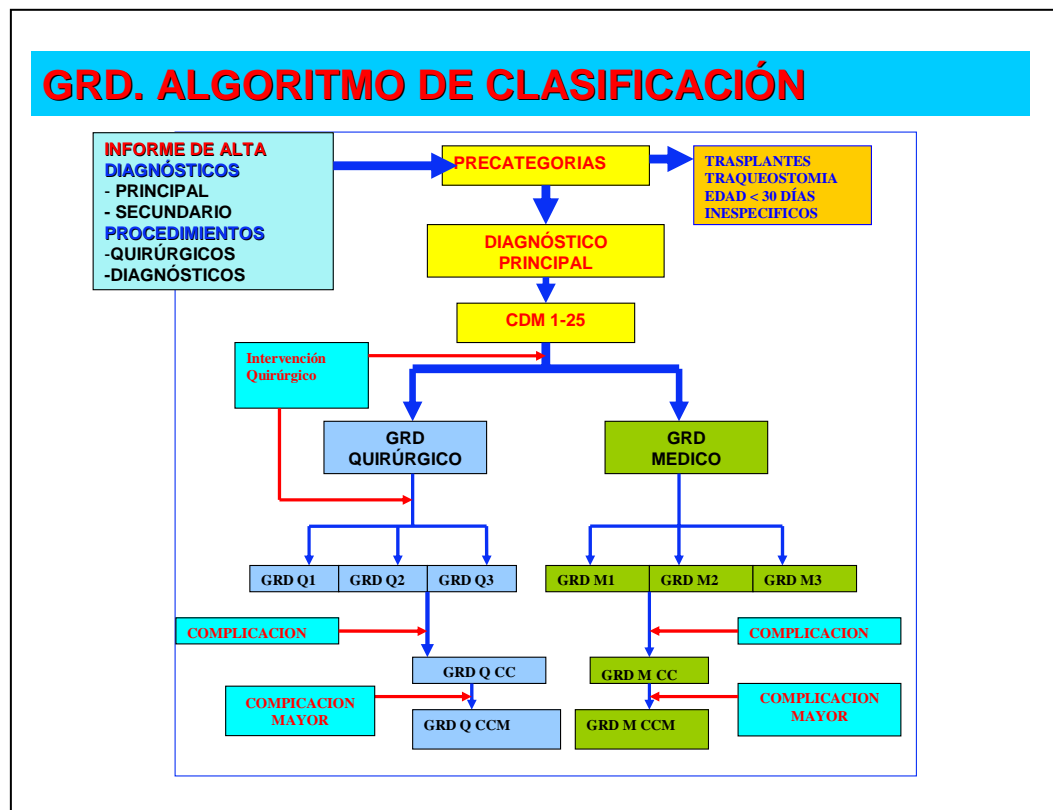 GRD. ALGORITMO DE CLASIFICACIÓN
INFORME DE ALTA
DIAGNÓSTICOS
- PRINCIPAL
- SECUNDARIO
PROCEDIMIENTOS
-QUIRÚRGICOS
-DIAGNÓSTICOS
PRECATEGORIAS
TRASPLANTES
TRAQUEOSTOMIA
EDAD < 30 DÍAS
INESPECIFICOS
DIAGNÓSTICO
PRINCIPAL
CDM 1-25
Intervención
Quirúrgico
GRD
QUIRÚRGICO
GRD
MEDICO
GRD Q1
GRD Q2
GRD Q3
GRD M1
GRD M2
GRD M3
COMPLICACION
COMPLICACION
GRD Q CC
GRD M CC
COMPICACION
MAYOR
GRD Q CCM
GRD M CCM
COMPLICACION
MAYOR